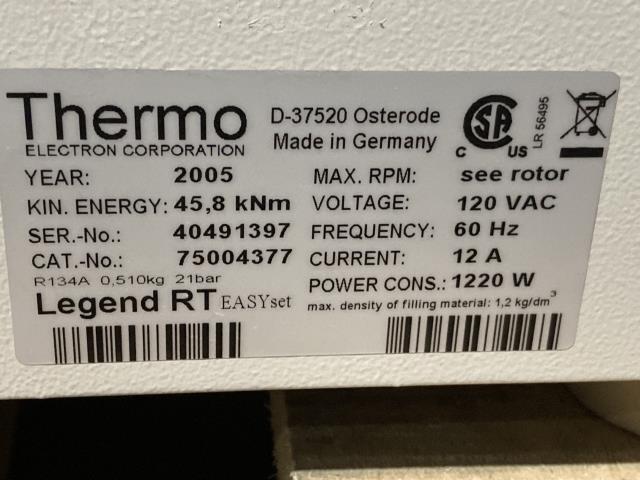 Thermo
ELECTRON CORPORATION
D-37520 Osterode
Made in Germany
CSA
C US
LR 56495
YEAR: 2005
KIN. ENERGY: 45,8 kNm
SER.-No.: 40491397
CAT.-No.: 75004377
R134A 0,510kg 21bar
Legend RT EASYset
MAX. RPM: see rotor
VOLTAGE: 120 VAC
FREQUENCY: 60 Hz
CURRENT: 12 A
POWER CONS.: 1220 W
max. density of filling material: 1,2 kg/dm³